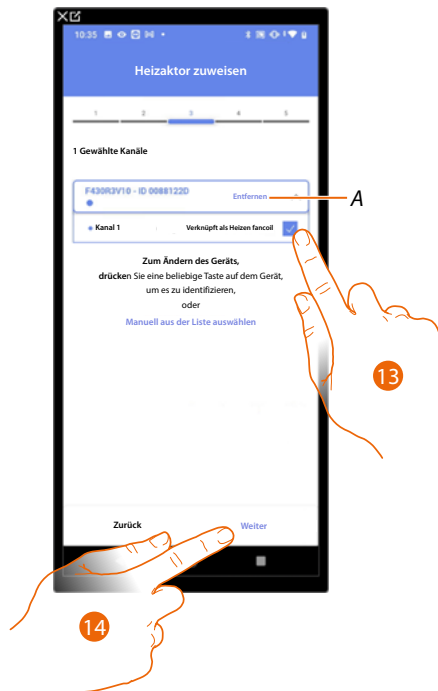 10:35
Heizaktor zuweisen
1 2 3 4 5
1 Gewählte Kanäle
F430R3V10 - ID 0088122D
Entfernen
A
Kanal 1
Verknüpft als Heizen fancoil
Zum Ändern des Geräts,
drücken Sie eine beliebige Taste auf dem Gerät,
um es zu identifizieren,
oder
Manuell aus der Liste auswählen
13
Zurück
Weiter
14